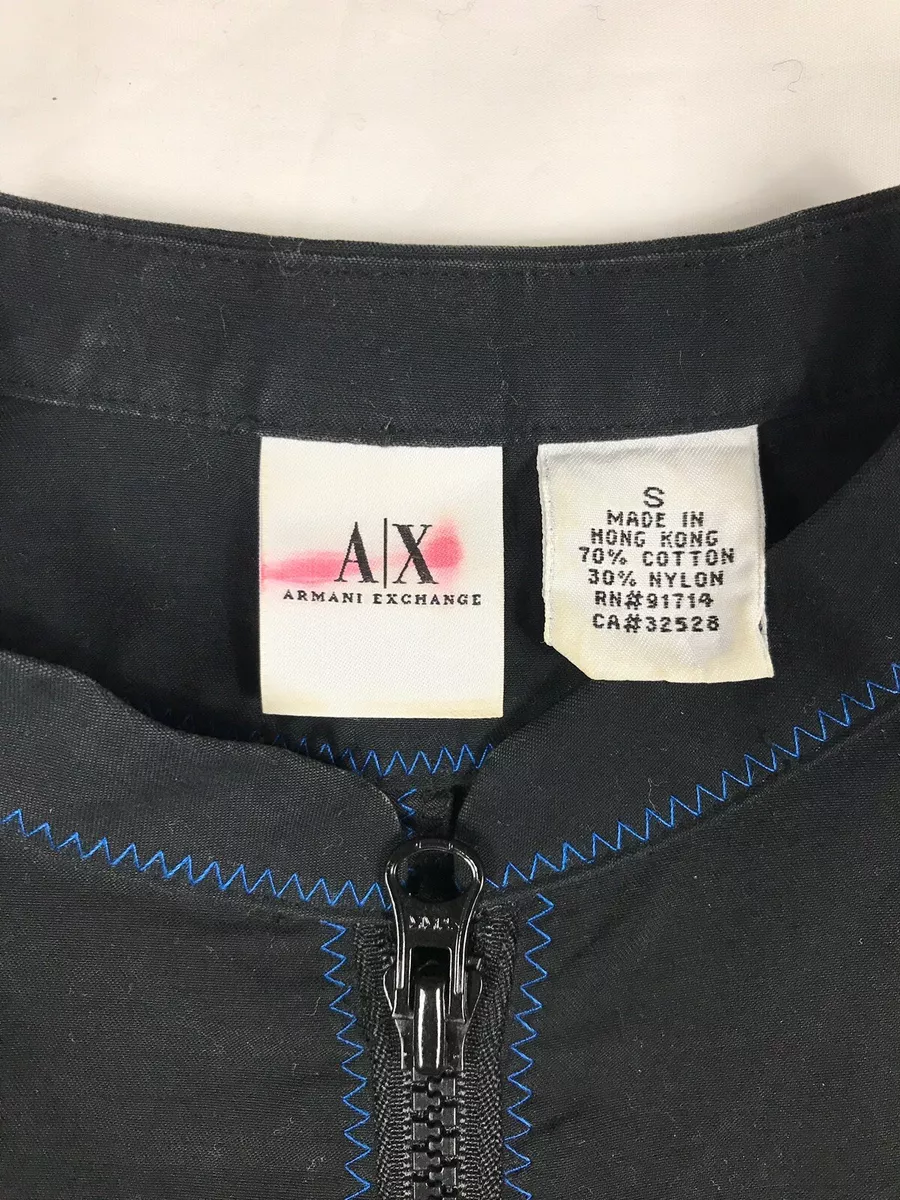 A|X
ARMANI EXCHANGE
S
MADE IN
HONG KONG
70% COTTON
30% NYLON
RN#91714
CA#32528